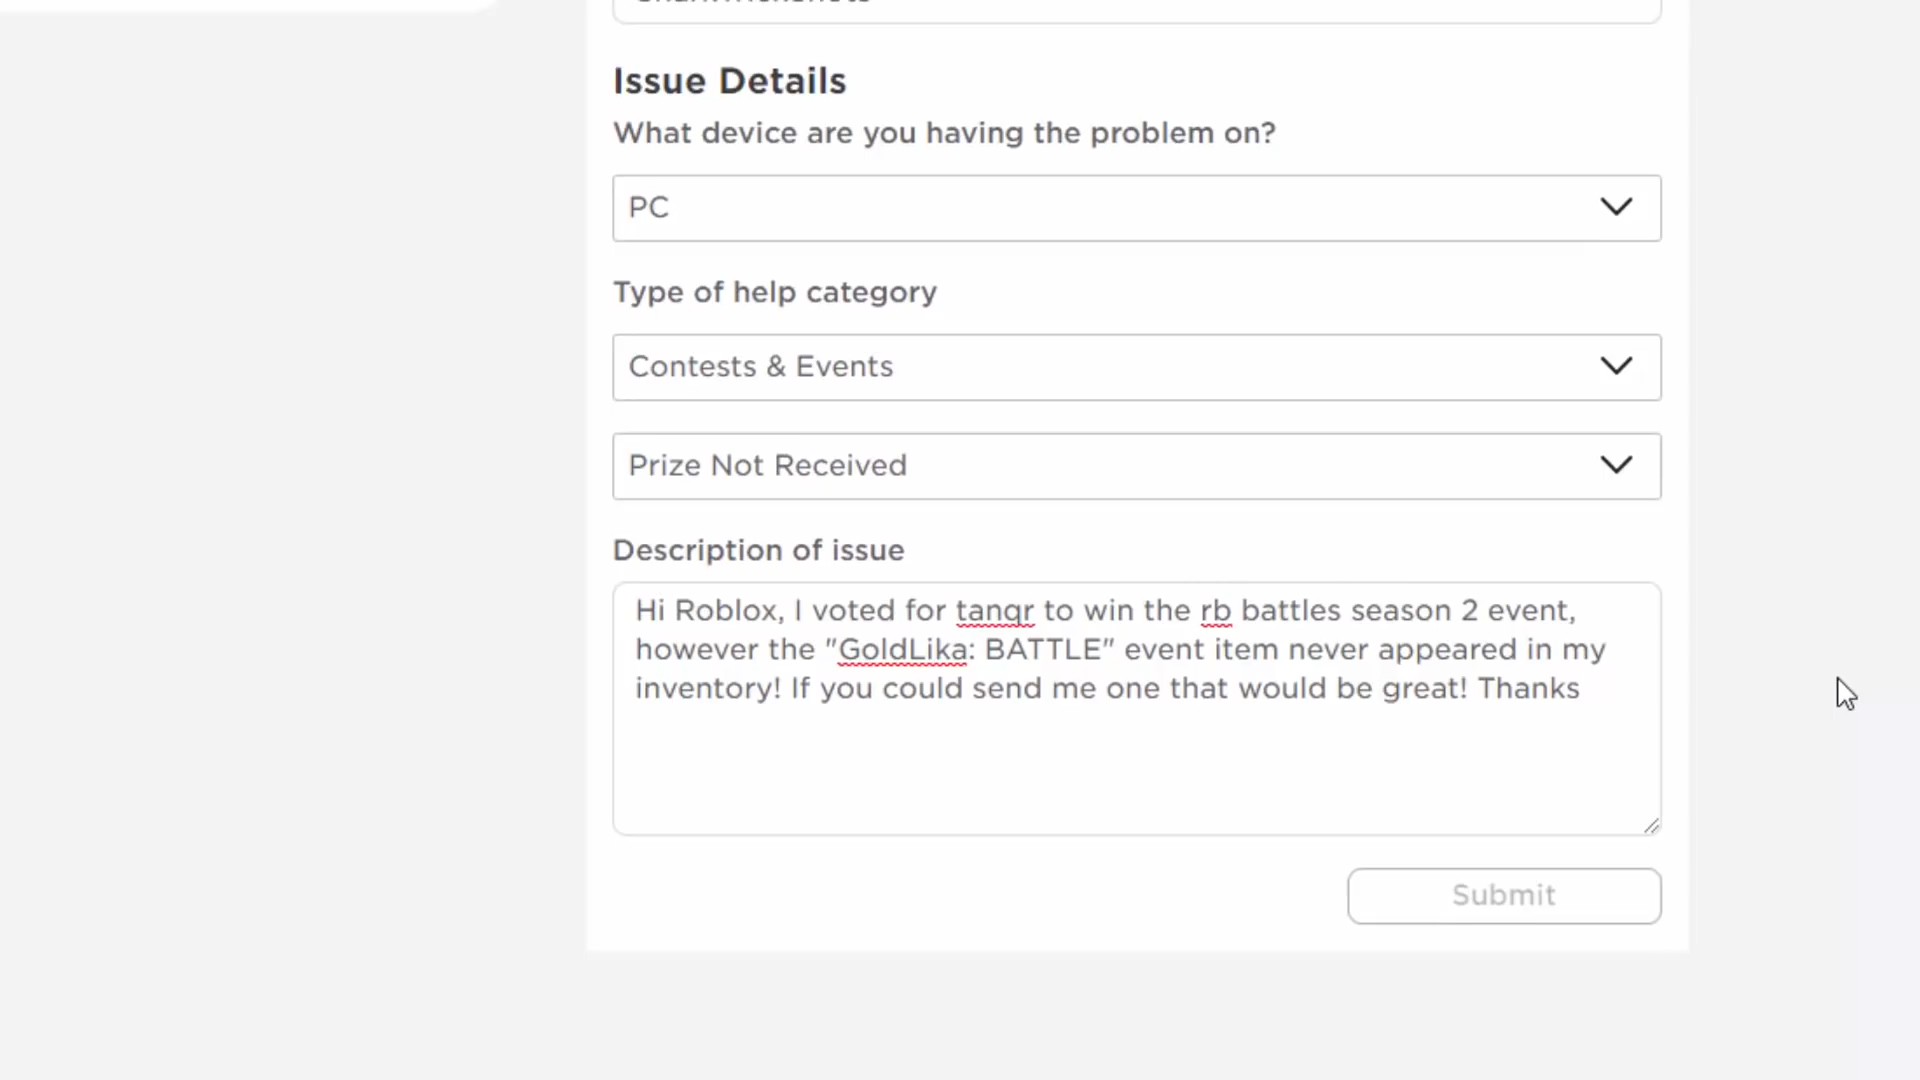 Issue Details
What device are you having the problem on?
PC
Type of help category
Contests & Events
Prize Not Received
Description of issue
Hi Roblox, I voted for tanqr to win the rb battles season 2 event,
however the "GoldLika: BATTLE" event item never appeared in my
inventory! If you could send me one that would be great! Thanks
Submit